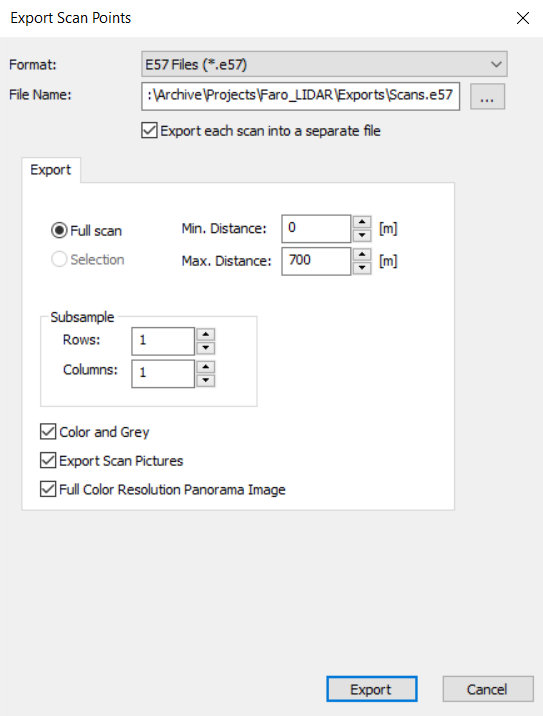 Export Scan Points
Format: E57 Files (*.e57)
File Name: :\Archive\Projects\Faro_LIDAR\Exports\Scans.e57 ...
Export each scan into a separate file
Export
Full scan Min. Distance: 0 [m]
Selection Max. Distance: 700 [m]
Subsample
Rows: 1
Columns: 1
Color and Grey
Export Scan Pictures
Full Color Resolution Panorama Image
Export Cancel